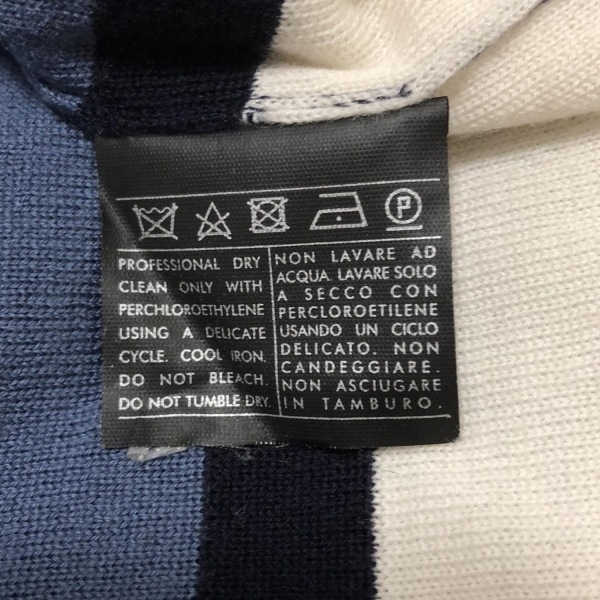 P
PROFESSIONAL DRY
CLEAN ONLY WITH
PERCHLOROETHYLENE
USING A DELICATE
CYCLE. COOL IRON.
DO NOT BLEACH.
DO NOT TUMBLE DRY.
NON LAVARE AD
ACQUA. LAVARE SOLO
A SECCO CON
PERCLOROETILENE
USANDO UN CICLO
DELICATO. NON
CANDEGGIARE.
NON ASCIUGARE
IN TAMBURO.